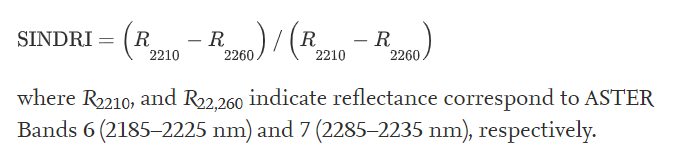 SINDRI = (R2210 − R2260) / (R2210 − R2260)
where R2210, and R22,260 indicate reflectance correspond to ASTER
Bands 6 (2185–2225 nm) and 7 (2285–2235 nm), respectively.